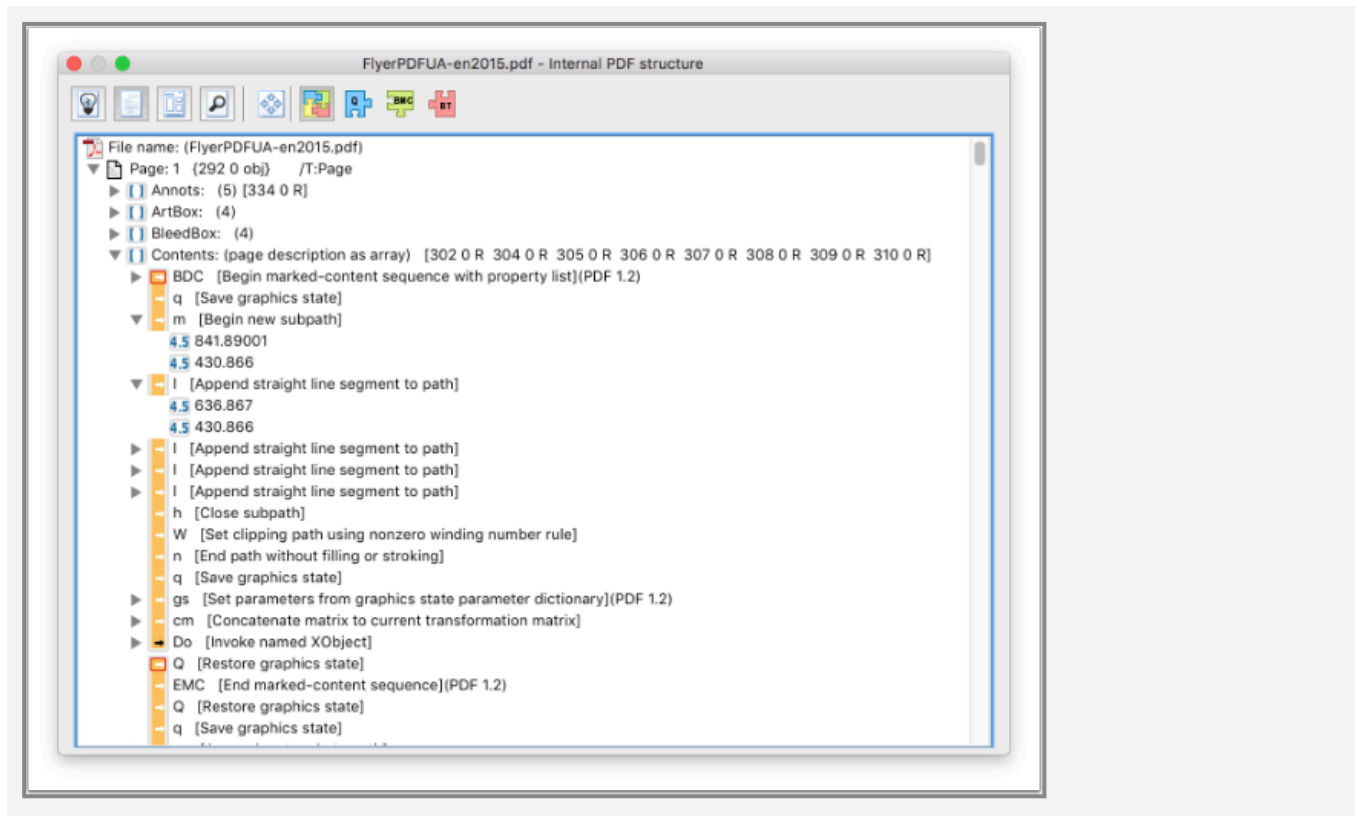 FlyerPDFUA-en2015.pdf - Internal PDF structure
Q BMC BT
File name: (FlyerPDFUA-en2015.pdf)
Page: 1 {292 0 obj} /T:Page
[ ] Annots: (5) [334 0 R]
[ ] ArtBox: (4)
[ ] BleedBox: (4)
[ ] Contents: (page description as array) [302 0 R 304 0 R 305 0 R 306 0 R 307 0 R 308 0 R 309 0 R 310 0 R]
BDC [Begin marked-content sequence with property list](PDF 1.2)
q [Save graphics state]
m [Begin new subpath]
4.5 841.89001
4.5 430.866
l [Append straight line segment to path]
4.5 636.867
4.5 430.866
l [Append straight line segment to path]
l [Append straight line segment to path]
l [Append straight line segment to path]
h [Close subpath]
W [Set clipping path using nonzero winding number rule]
n [End path without filling or stroking]
q [Save graphics state]
gs [Set parameters from graphics state parameter dictionary](PDF 1.2)
cm [Concatenate matrix to current transformation matrix]
Do [Invoke named XObject]
Q [Restore graphics state]
EMC [End marked-content sequence](PDF 1.2)
Q [Restore graphics state]
q [Save graphics state]